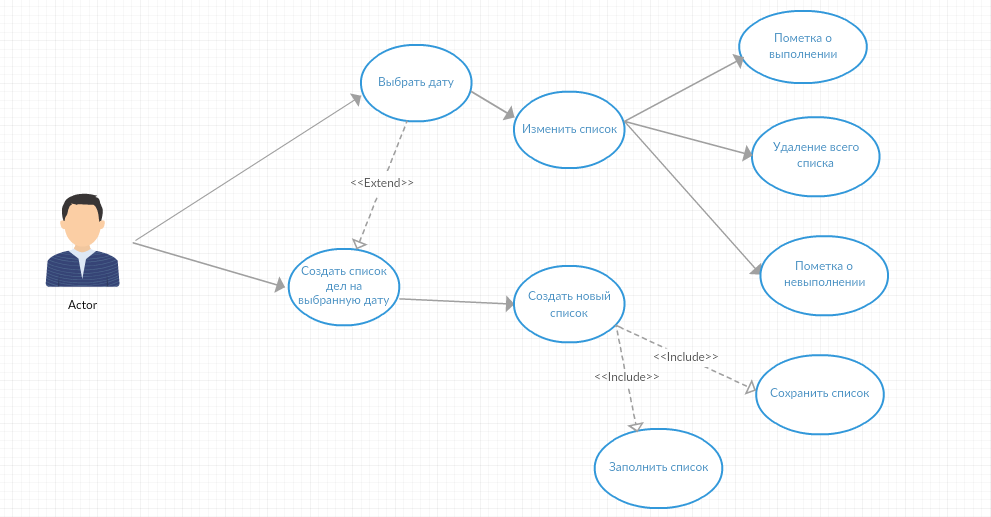 Пометка о
выполнении
Выбрать дату
Изменить список
Удаление всего
списка
<<Extend>>
Actor
Создать список
дел на
выбранную дату
Создать новый
список
Пометка о
невыполнении
<<Include>>
<<Include>>
Сохранить список
Заполнить список